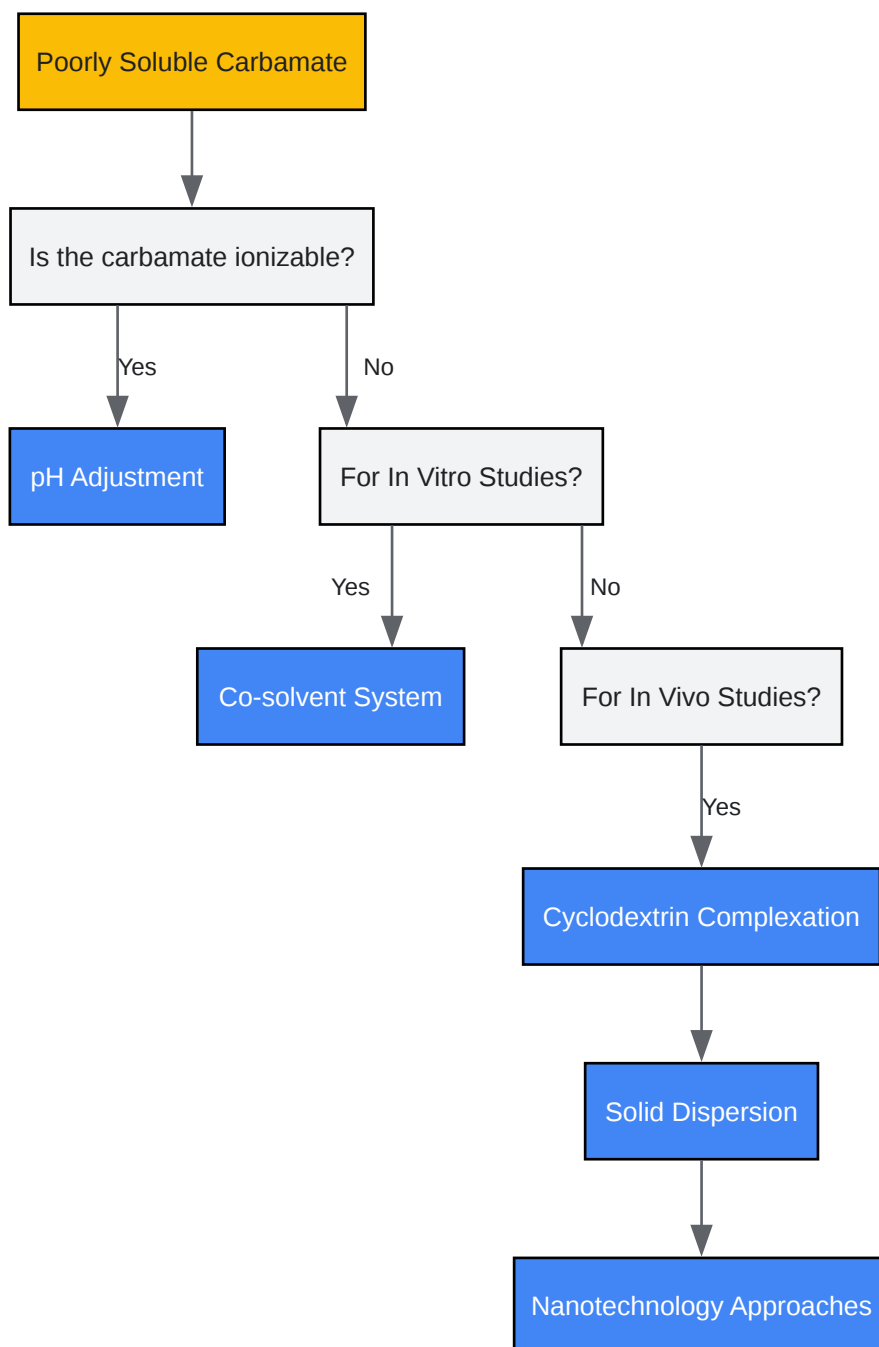 Poorly Soluble Carbamate
Is the carbamate ionizable?
Yes
No
pH Adjustment
For In Vitro Studies?
Yes
No
Co-solvent System
For In Vivo Studies?
Yes
Cyclodextrin Complexation
Solid Dispersion
Nanotechnology Approaches